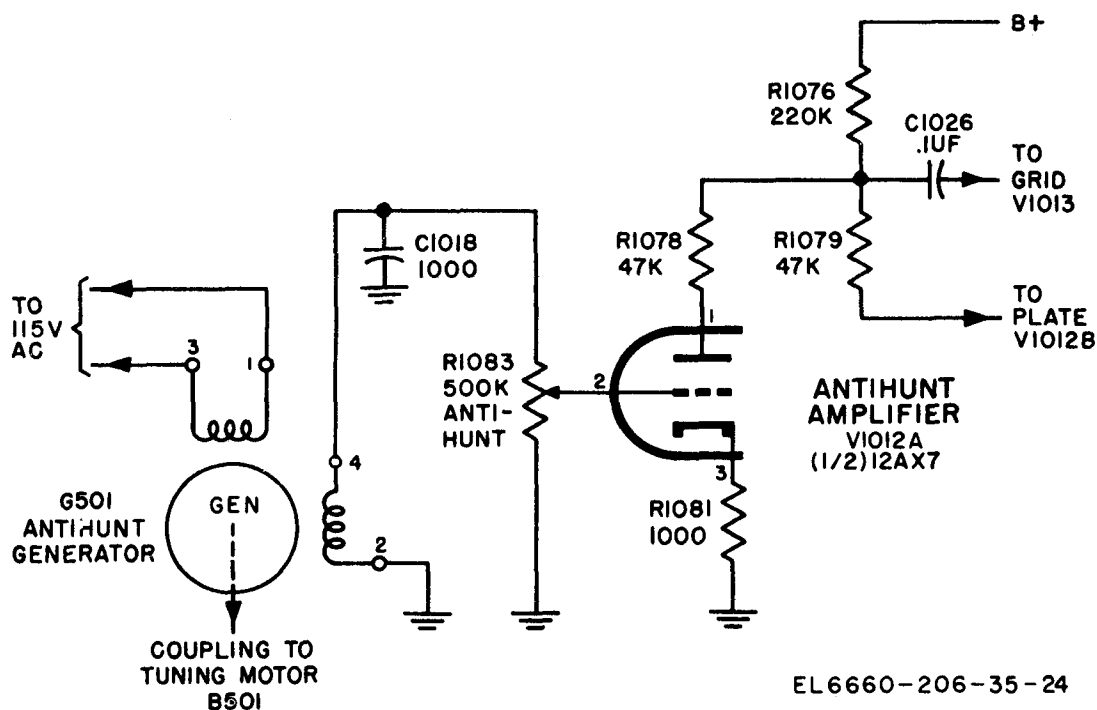 B+
R1076
220K
C1026
.1UF
TO
GRID
V1013
R1078
47K
R1079
47K
TO
PLATE
V1012B
C1018
1000
TO
115V
AC
3
1
R1083
500K
ANTI-
HUNT
2
1
3
ANTIHUNT
AMPLIFIER
V1012A
(1/2)12AX7
R1081
1000
4
2
G501
ANTIHUNT
GENERATOR
GEN
COUPLING TO
TUNING MOTOR
B501
EL6660-206-35-24